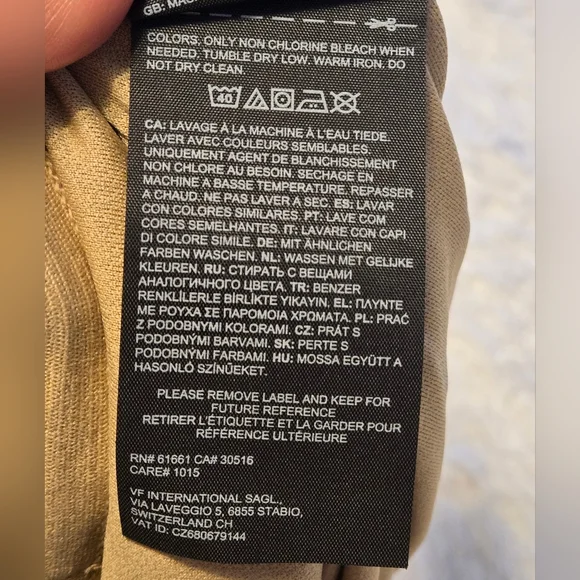 GB: MAC
COLORS. ONLY NON CHLORINE BLEACH WHEN
NEEDED. TUMBLE DRY LOW. WARM IRON. DO
NOT DRY CLEAN.
40
CA: LAVAGE À LA MACHINE À L'EAU TIEDE.
LAVER AVEC COULEURS SEMBLABLES.
UNIQUEMENT AGENT DE BLANCHISSEMENT
NON CHLORE AU BESOIN. SECHAGE EN
MACHINE A BASSE TEMPERATURE. REPASSER
A CHAUD. NE PAS LAVER A SEC. ES: LAVAR
CON COLORES SIMILARES. PT: LAVE COM
CORES SEMELHANTES. IT: LAVARE CON CAPI
DI COLORE SIMILE. DE: MIT ÄHNLICHEN
FARBEN WASCHEN. NL: WASSEN MET GELIJKE
KLEUREN. RU: СТИРАТЬ С ВЕЩАМИ
АНАЛОГИЧНОГО ЦВЕТА. TR: BENZER
RENKLİLERLE BİRLİKTE YIKAYIN. EL: ΠΛΥΝΤΕ
ΜΕ ΡΟΥΧΑ ΣΕ ΠΑΡΟΜΟΙΑ ΧΡΩΜΑΤΑ. PL: PRAĆ
Z PODOBNYMI KOLORAMI. CZ: PRÁT S
PODOBNÝMI BARVAMI. SK: PERTE S
PODOBNÝMI FARBAMI. HU: MOSSA EGYÜTT A
HASONLÓ SZÍNŰEKET.
PLEASE REMOVE LABEL AND KEEP FOR
FUTURE REFERENCE
RETIRER L'ÉTIQUETTE ET LA GARDER POUR
RÉFÉRENCE ULTÉRIEURE
RN# 61661 CA# 30516
CARE# 1015
VF INTERNATIONAL SAGL.,
VIA LAVEGGIO 5, 6855 STABIO,
SWITZERLAND CH
VAT ID: CZ680679144